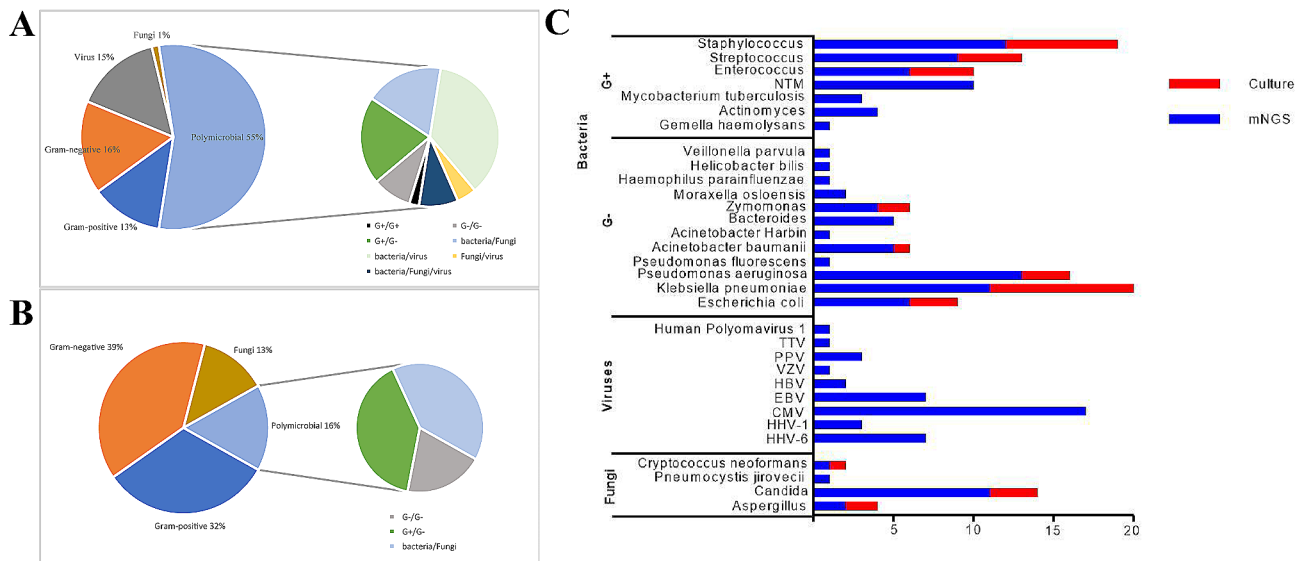 A
Fungi 1%
Virus 15%
Gram-negative 16%
Polymicrobial 55%
Gram-positive 13%
G+/G+
G-/G-
G+/G-
bacteria/Fungi
bacteria/virus
Fungi/virus
bacteria/Fungi/virus
B
Gram-negative 39%
Fungi 13%
Polymicrobial 16%
Gram-positive 32%
G-/G-
G+/G-
bacteria/Fungi
C
Bacteria
G+
Staphylococcus
Streptococcus
Enterococcus
NTM
Mycobacterium tuberculosis
Actinomyces
Gemella haemolysans
G-
Veillonella parvula
Helicobacter bilis
Haemophilus parainfluenzae
Moraxella osloensis
Zymomonas
Bacteroides
Acinetobacter Harbin
Acinetobacter baumanii
Pseudomonas fluorescens
Pseudomonas aeruginosa
Klebsiella pneumoniae
Escherichia coli
Viruses
Human Polyomavirus 1
TTV
PPV
VZV
HBV
EBV
CMV
HHV-1
HHV-6
Fungi
Cryptococcus neoformans
Pneumocystis jirovecii
Candida
Aspergillus
5 10 15 20
Culture
mNGS